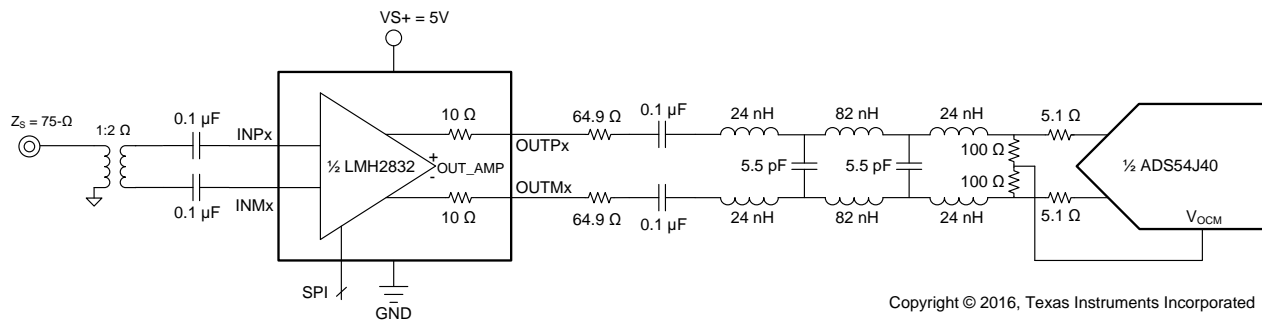 VS+ = 5V
ZS = 75-Ω
1:2 Ω
0.1 µF
INPx
0.1 µF
INMx
½ LMH2832
+
-
OUT_AMP
10 Ω
10 Ω
SPI
GND
OUTPx
OUTMx
64.9 Ω
64.9 Ω
0.1 µF
0.1 µF
24 nH
82 nH
24 nH
5.5 pF
5.5 pF
24 nH
82 nH
24 nH
100 Ω
100 Ω
5.1 Ω
5.1 Ω
½ ADS54J40
VOCM
Copyright © 2016, Texas Instruments Incorporated